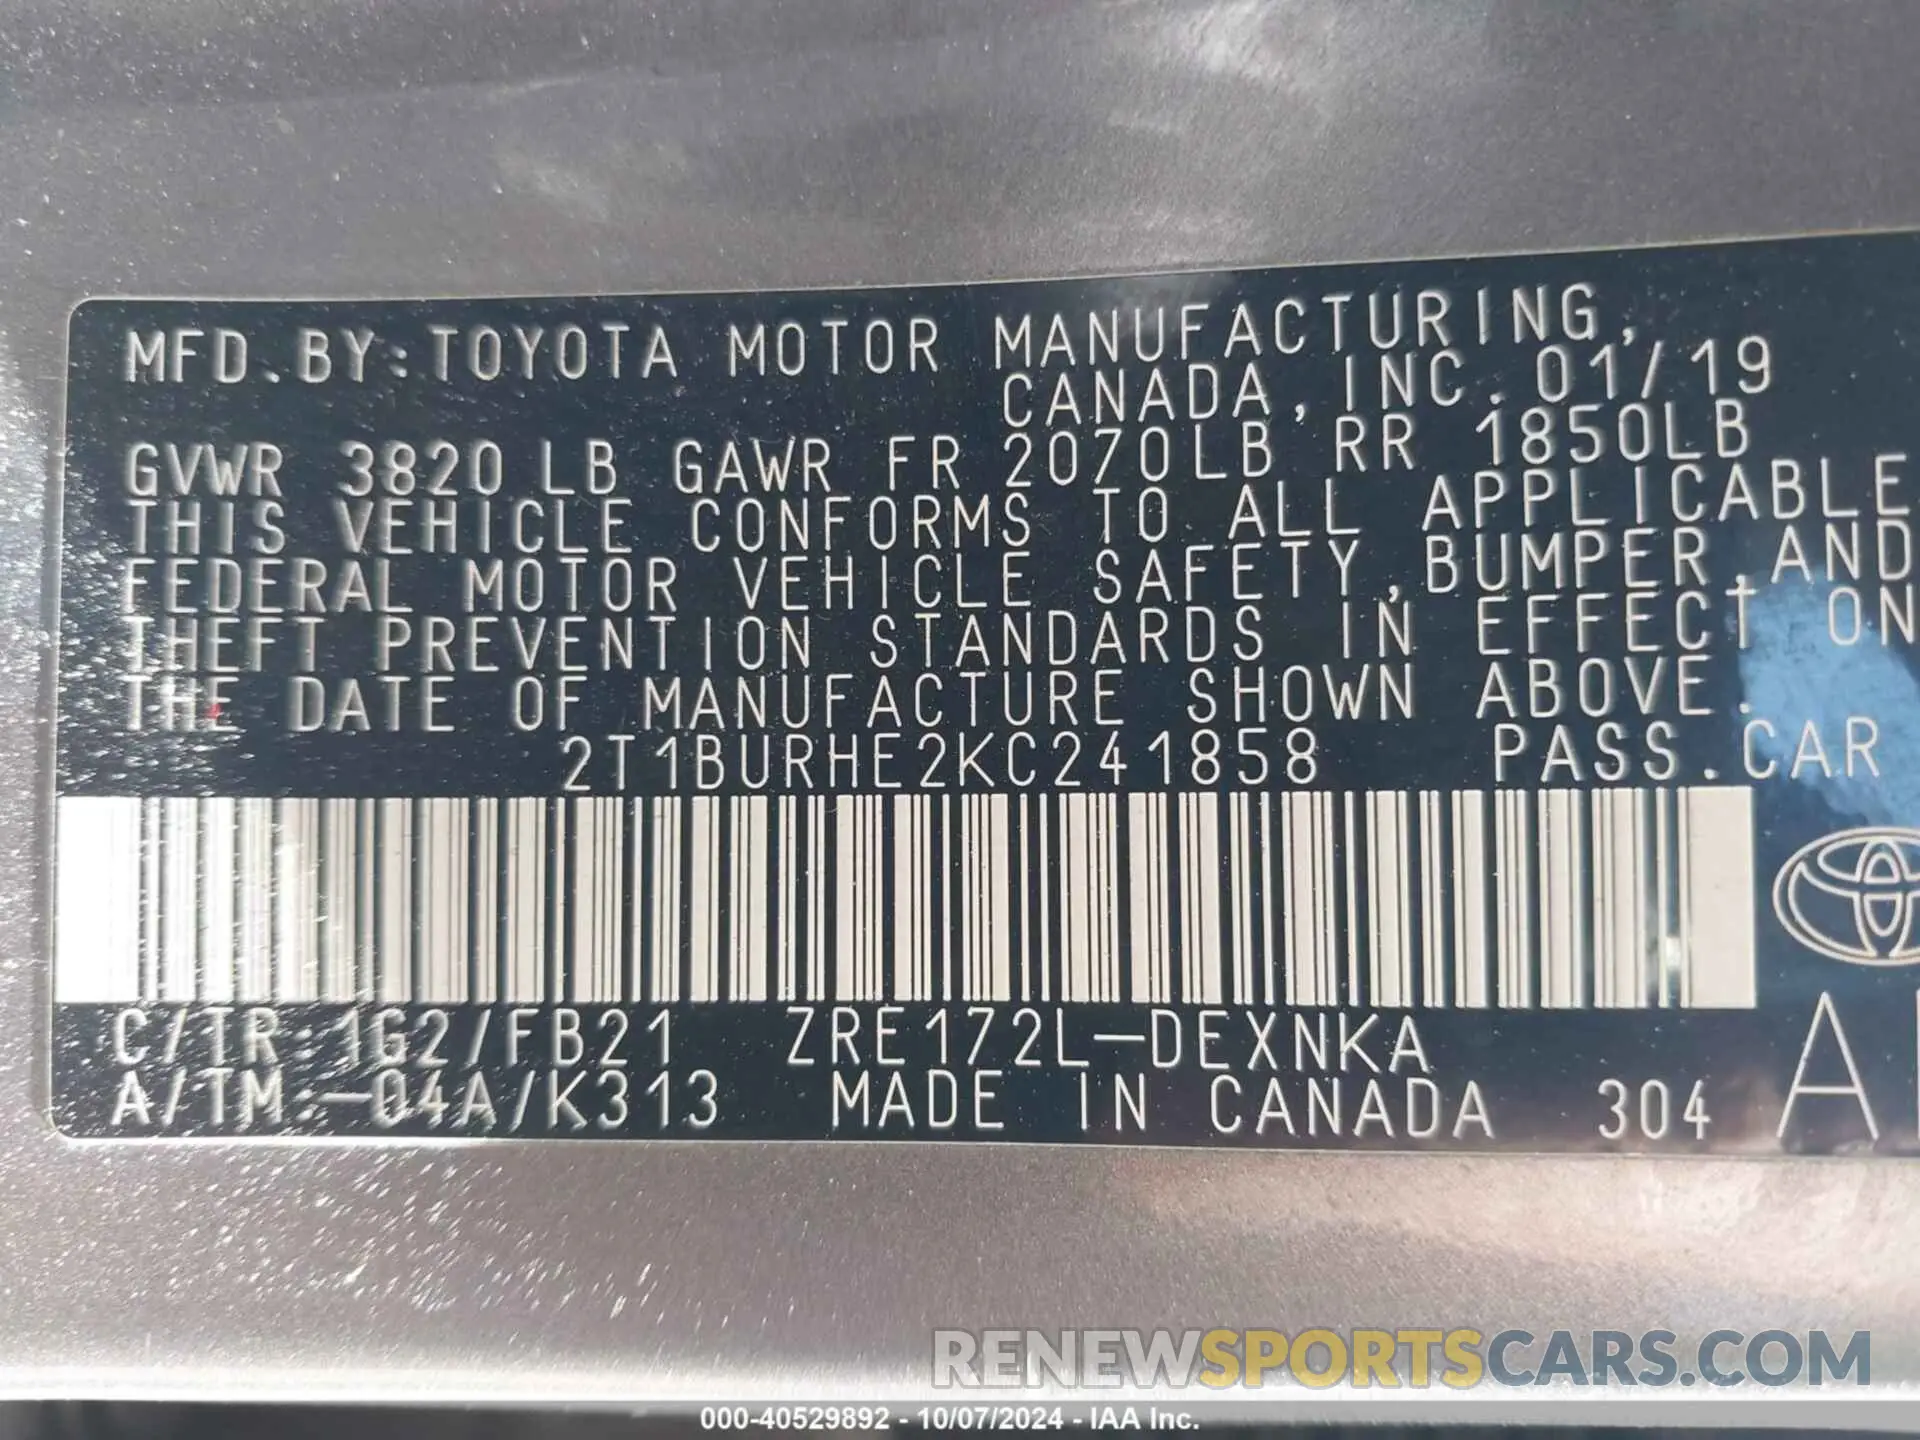 MFD.BY:TOYOTA MOTOR MANUFACTURING,
CANADA,INC. 01/19
GVWR 3820 LB GAWR FR 2070LB RR 1850LB
THIS VEHICLE CONFORMS TO ALL APPLICABLE
FEDERAL MOTOR VEHICLE SAFETY,BUMPER,AND
THEFT PREVENTION STANDARDS IN EFFECT ON
THE DATE OF MANUFACTURE SHOWN ABOVE.
2T1BURHE2KC241858 PASS.CAR
C/TR:1G2/FB21 ZRE172L-DEXNKA
A/TM:-04A/K313 MADE IN CANADA 304
RENEWSPORTSCARS.COM
000-40529892 - 10/07/2024 - IAA Inc.